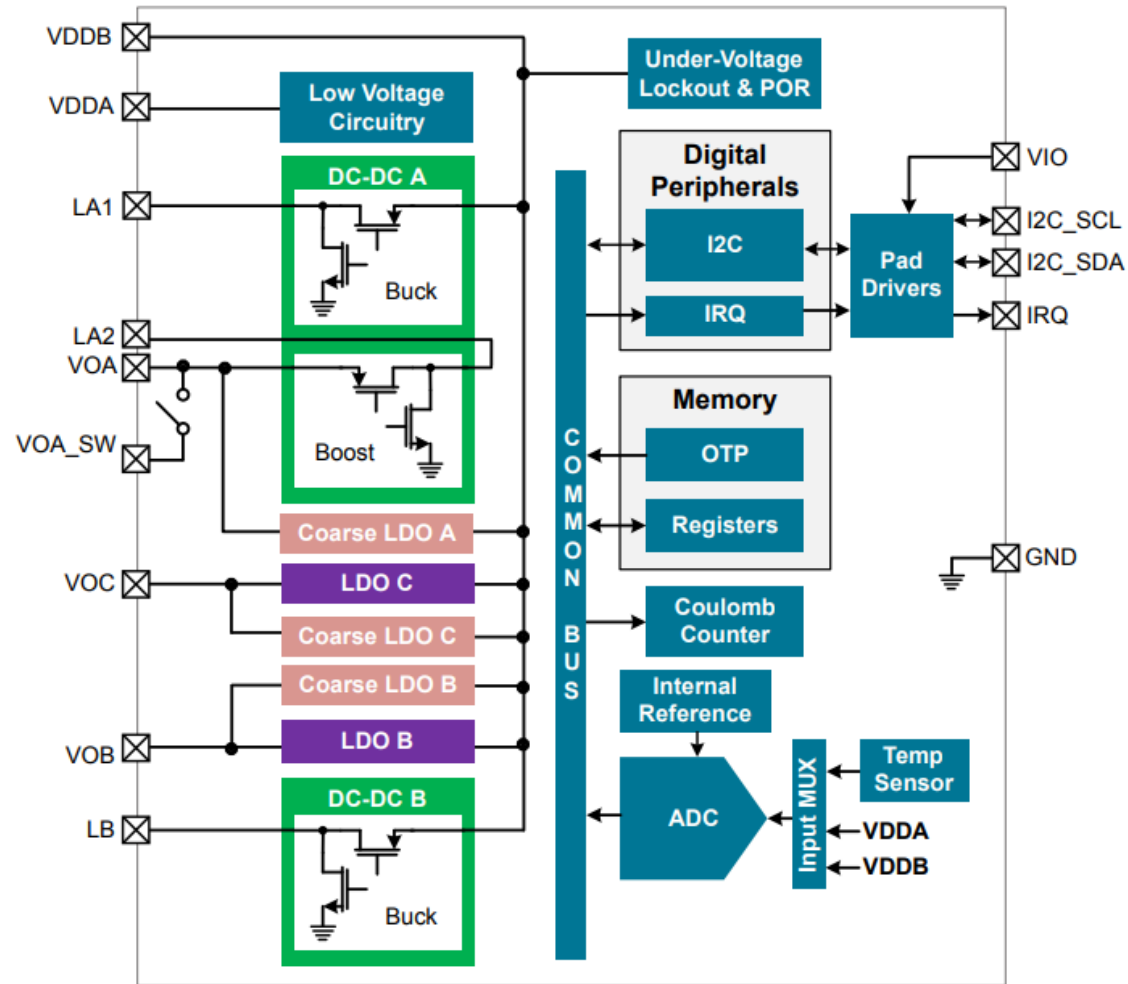 VDDB
VDDA
LA1
LA2
VOA
VOA_SW
VOC
VOB
LB
Low Voltage
Circuitry
DC-DC A
Buck
Boost
Coarse LDO A
LDO C
Coarse LDO C
Coarse LDO B
LDO B
DC-DC B
Buck
COMMON BUS
Under-Voltage
Lockout & POR
Digital
Peripherals
I2C
IRQ
Pad
Drivers
VIO
I2C_SCL
I2C_SDA
IRQ
Memory
OTP
Registers
GND
Coulomb
Counter
Internal
Reference
ADC
Input MUX
Temp
Sensor
VDDA
VDDB